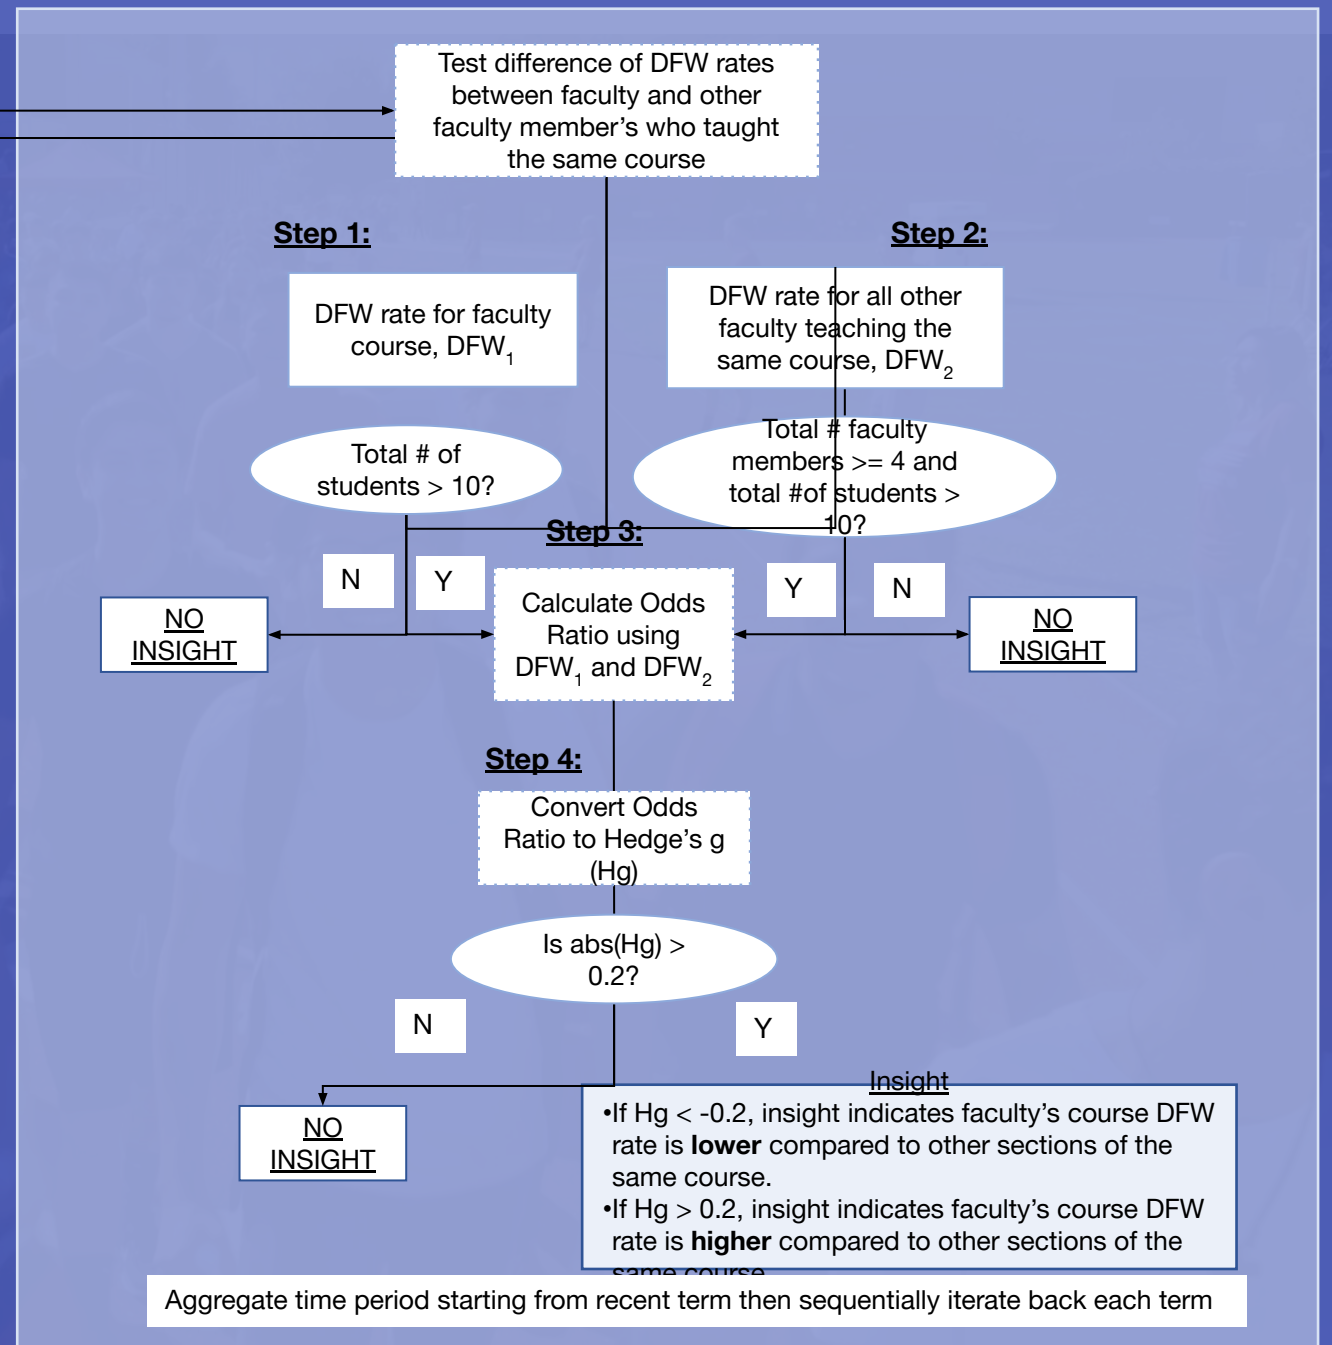 Test difference of DFW rates
between faculty and other
faculty member's who taught
the same course
Step 1:
DFW rate for faculty
course, DFW1
Total # of
students > 10?
N
Y
NO
INSIGHT
Step 2:
DFW rate for all other
faculty teaching the
same course, DFW2
Total # faculty
members >= 4 and
total #of students >
10?
Y
N
NO
INSIGHT
Step 3:
Calculate Odds
Ratio using
DFW1 and DFW2
Step 4:
Convert Odds
Ratio to Hedge's g
(Hg)
Is abs(Hg) >
0.2?
N
Y
NO
INSIGHT
Insight
•If Hg < -0.2, insight indicates faculty's course DFW
rate is lower compared to other sections of the
same course.
•If Hg > 0.2, insight indicates faculty's course DFW
rate is higher compared to other sections of the
same course
Aggregate time period starting from recent term then sequentially iterate back each term